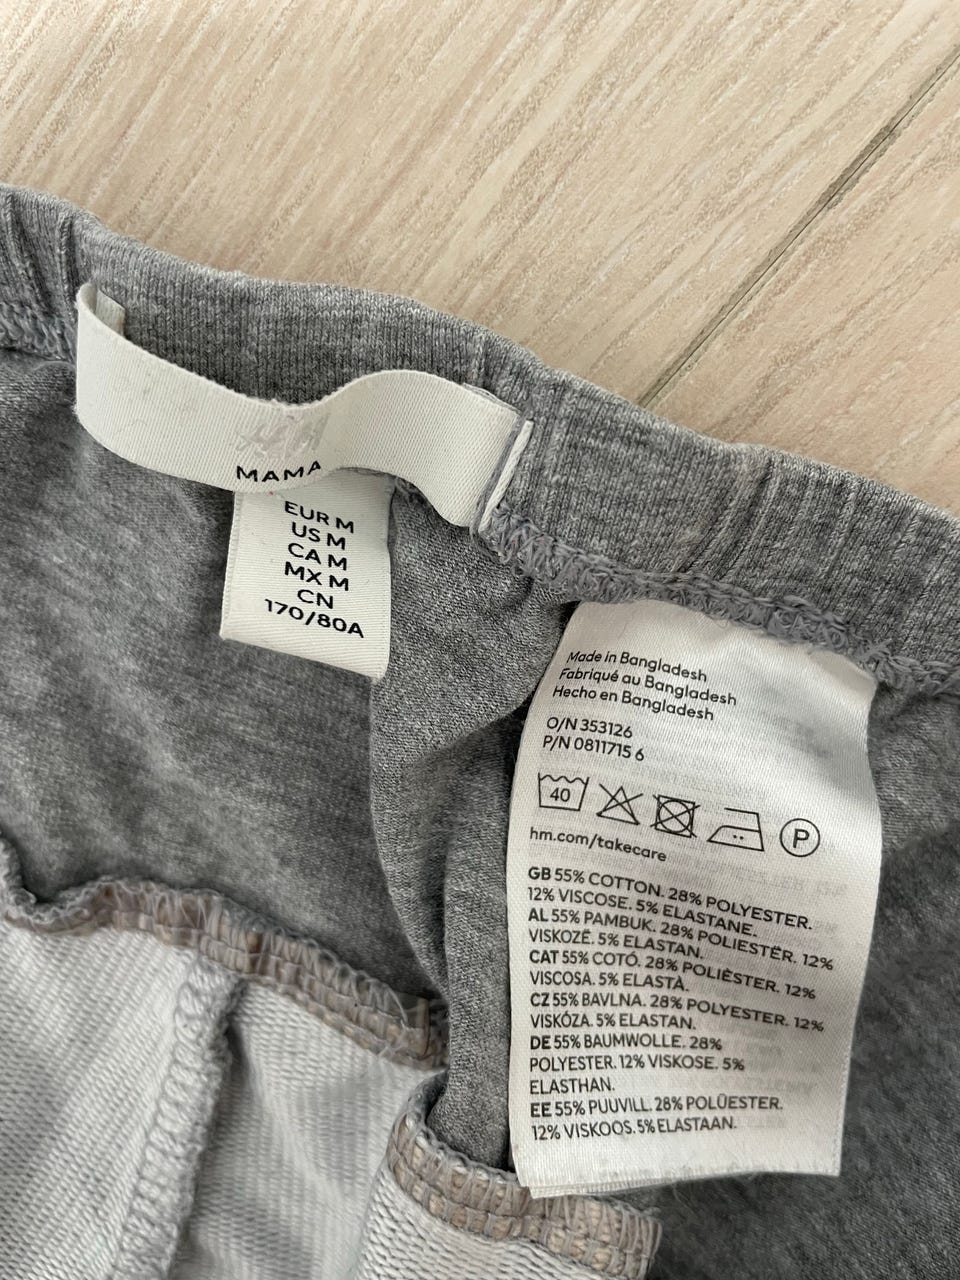 MAMA
EUR M
US M
CA M
MX M
CN
170/80A
Made in Bangladesh
Fabriqué au Bangladesh
Hecho en Bangladesh
O/N 353126
P/N 0811715 6
40
P
hm.com/takecare
GB 55% COTTON. 28% POLYESTER.
12% VISCOSE. 5% ELASTANE.
AL 55% PAMBUK. 28% POLIESTËR. 12%
VISKOZË. 5% ELASTAN.
CAT 55% COTÓ. 28% POLIÈSTER. 12%
VISCOSA. 5% ELASTÀ.
CZ 55% BAVLNA. 28% POLYESTER. 12%
VISKÓZA. 5% ELASTAN.
DE 55% BAUMWOLLE. 28%
POLYESTER. 12% VISKOSE. 5%
ELASTHAN.
EE 55% PUUVILL. 28% POLÜESTER.
12% VISKOOS. 5% ELASTAAN.